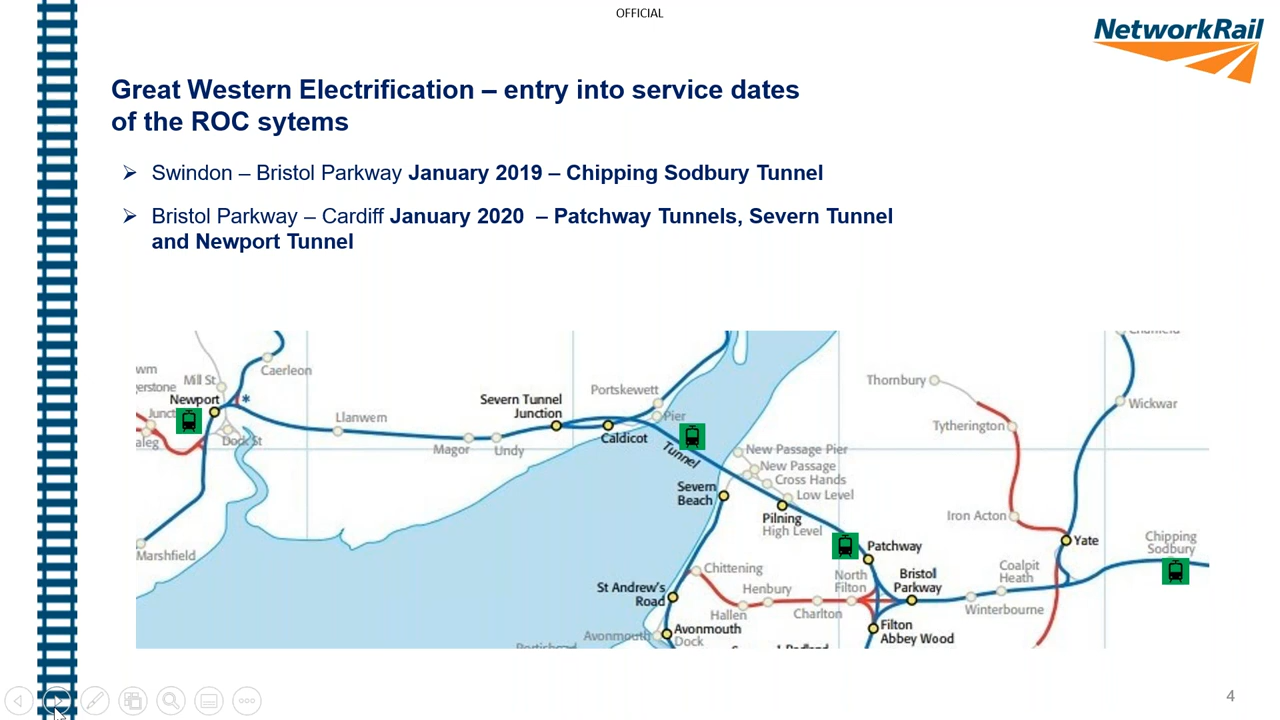 OFFICIAL
NetworkRail
Great Western Electrification – entry into service dates
of the ROC sytems
➢ Swindon – Bristol Parkway January 2019 – Chipping Sodbury Tunnel
➢ Bristol Parkway – Cardiff January 2020 – Patchway Tunnels, Severn Tunnel
and Newport Tunnel
Caerleon
Mill St
Newport
*
Dock St
Llanwern
Marshfield
Magor
Undy
Severn Tunnel
Junction
Portskewett
Pier
Caldicot
Tunnel
New Passage Pier
New Passage
Cross Hands
Low Level
Severn
Beach
Pilning
High Level
Patchway
North
Filton
Bristol
Parkway
Chittening
St Andrew's
Road
Henbury
Hallen
Charlton
Avonmouth
Avonmouth
Dock
Filton
Abbey Wood
Thornbury
Tytherington
Wickwar
Iron Acton
Yate
Chipping
Sodbury
Coalpit
Heath
Winterbourne
4